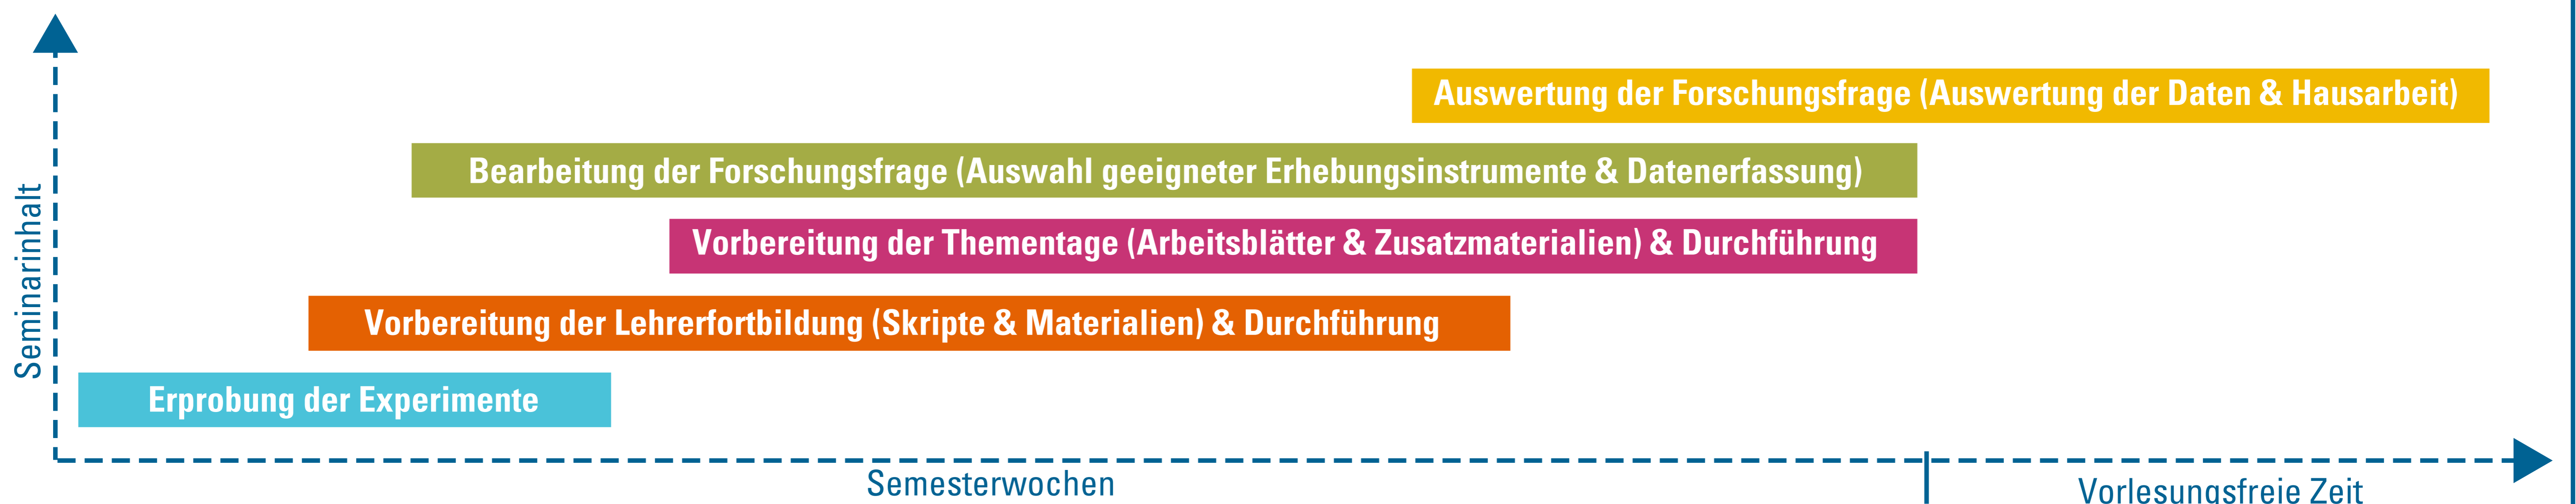 Auswertung der Forschungsfrage (Auswertung der Daten & Hausarbeit)
Bearbeitung der Forschungsfrage (Auswahl geeigneter Erhebungsinstrumente & Datenerfassung)
Vorbereitung der Thementage (Arbeitsblätter & Zusatzmaterialien) & Durchführung
Vorbereitung der Lehrerfortbildung (Skripte & Materialien) & Durchführung
Erprobung der Experimente
Seminarinhalt
Semesterwochen
Vorlesungsfreie Zeit